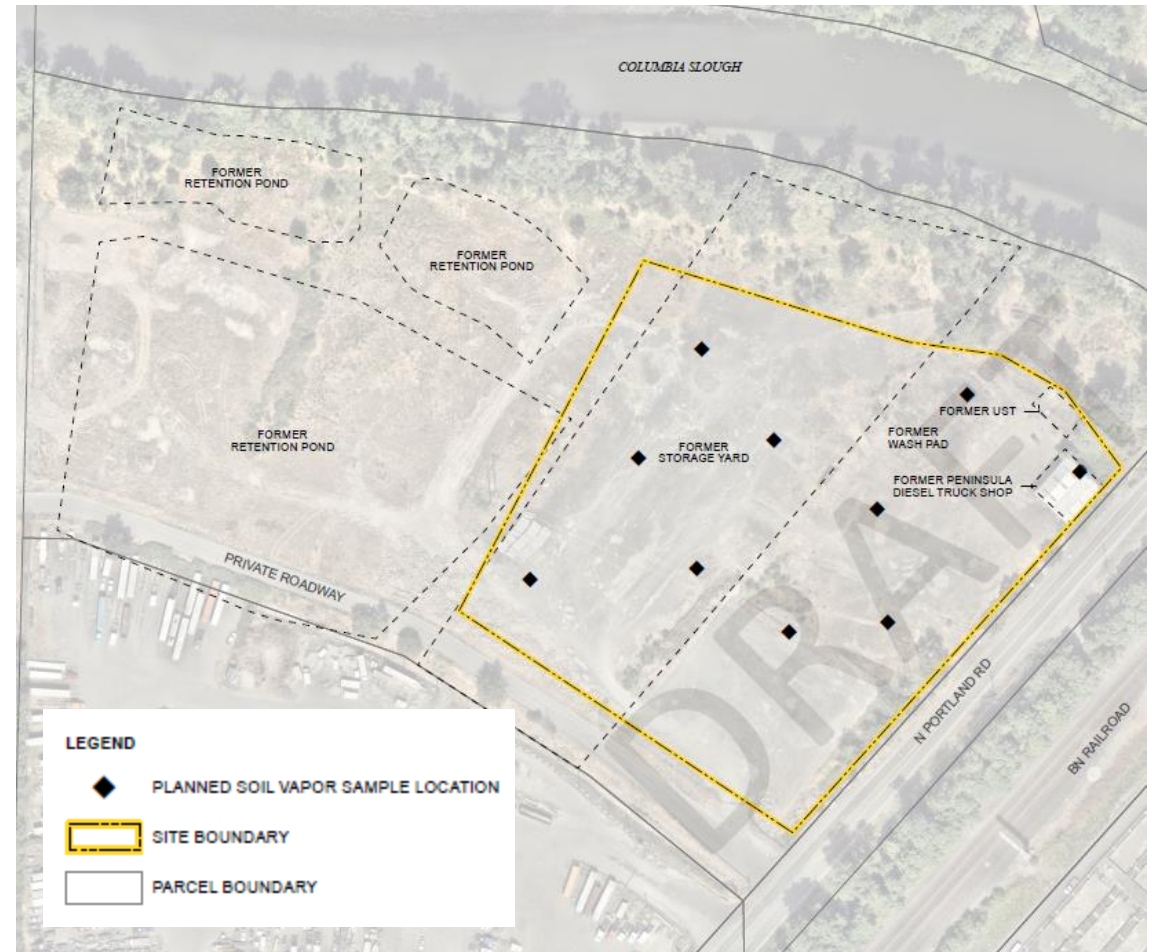 COLUMBIA SLOUGH
FORMER
RETENTION POND
FORMER
RETENTION POND
FORMER
RETENTION POND
FORMER
STORAGE YARD
FORMER UST
FORMER
WASH PAD
FORMER PENINSULA
DIESEL TRUCK SHOP
PRIVATE ROADWAY
N PORTLAND RD
BN RAILROAD
DRAFT
LEGEND
PLANNED SOIL VAPOR SAMPLE LOCATION
SITE BOUNDARY
PARCEL BOUNDARY